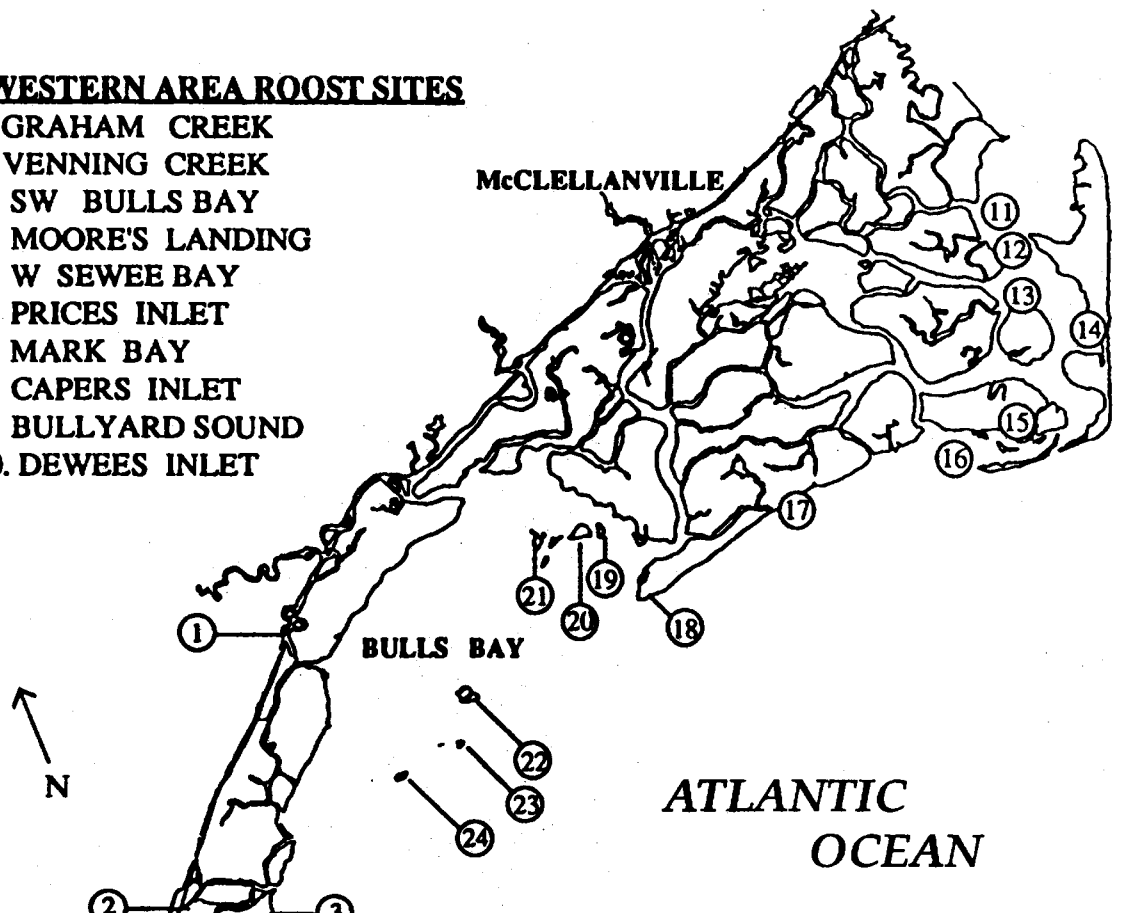 WESTERN AREA ROOST SITES
GRAHAM CREEK
VENNING CREEK
SW BULLS BAY
MOORE'S LANDING
W SEWEE BAY
PRICES INLET
MARK BAY
CAPERS INLET
BULLYARD SOUND
0. DEWEES INLET
McCLELLANVILLE
11
12
13
14
15
16
17
18
19
20
21
1
BULLS BAY
22
23
24
N
ATLANTIC
OCEAN
2
3